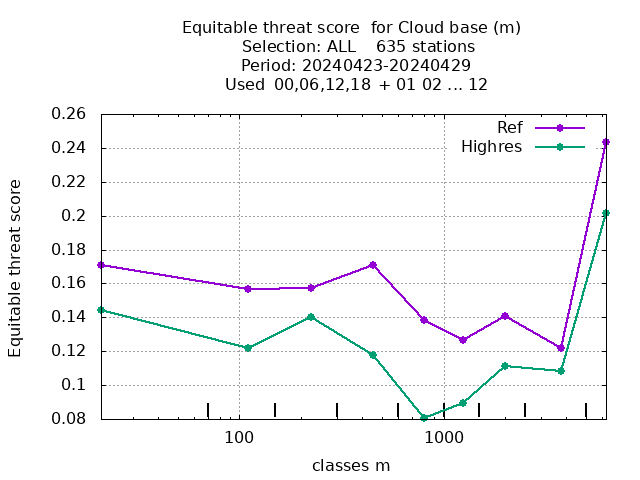 Equitable threat score  for Cloud base (m)
Selection: ALL    635 stations
Period: 20240423-20240429
Used  00,06,12,18 + 01 02 ... 12
Ref
Highres
Equitable threat score
0.26
0.24
0.22
0.2
0.18
0.16
0.14
0.12
0.1
0.08
100
1000
classes m